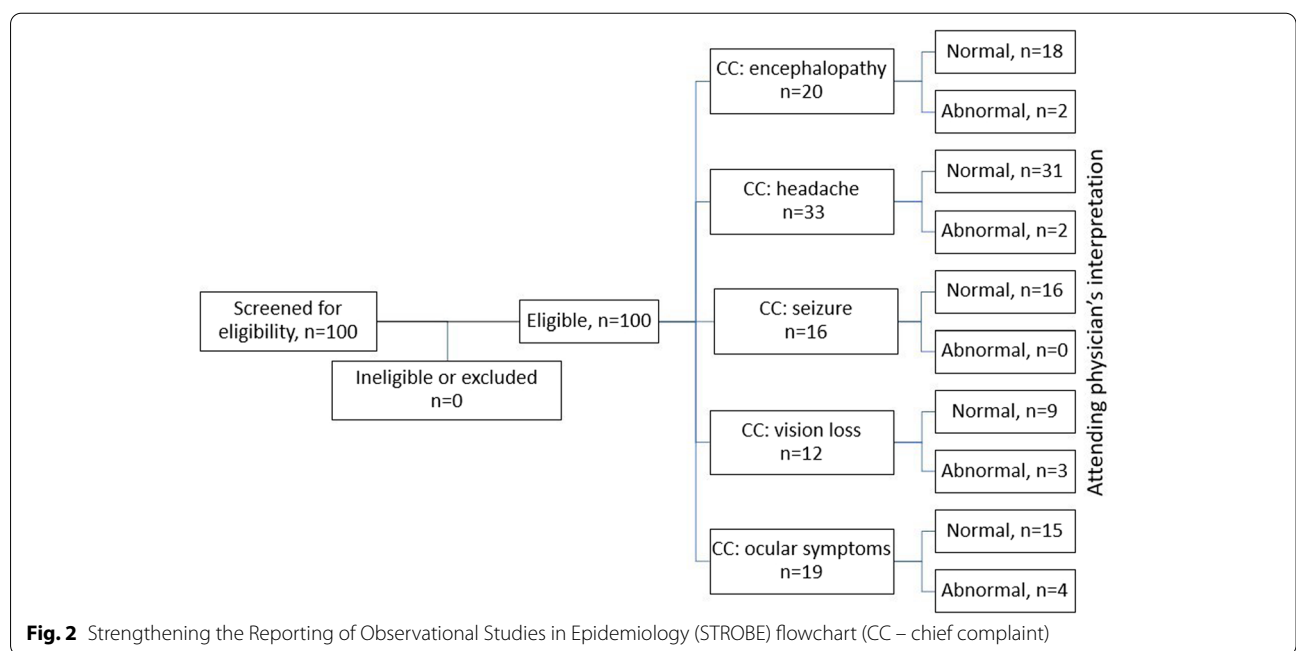 Screened for
eligibility, n=100
Ineligible or excluded
n=0
Eligible, n=100
CC: encephalopathy
n=20
Normal, n=18
Abnormal, n=2
CC: headache
n=33
Normal, n=31
Abnormal, n=2
CC: seizure
n=16
Normal, n=16
Abnormal, n=0
CC: vision loss
n=12
Normal, n=9
Abnormal, n=3
CC: ocular symptoms
n=19
Normal, n=15
Abnormal, n=4
Attending physician's interpretation
Fig. 2 Strengthening the Reporting of Observational Studies in Epidemiology (STROBE) flowchart (CC – chief complaint)